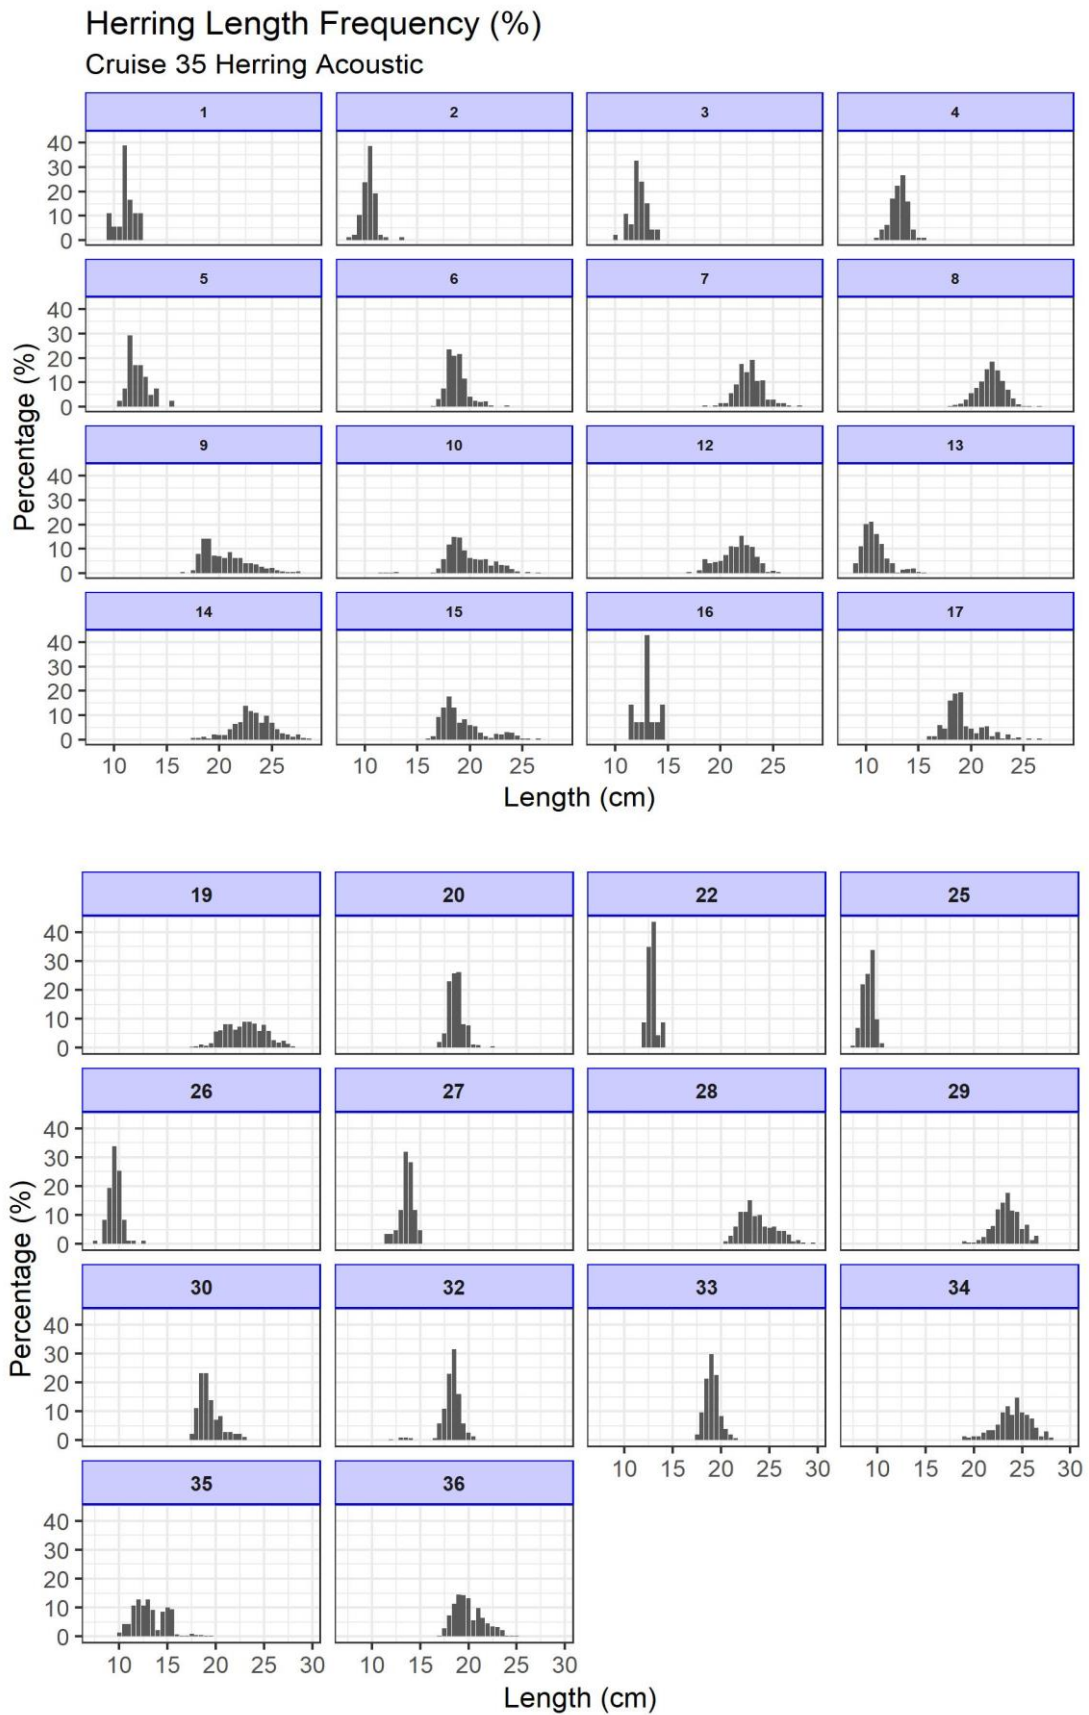 Herring Length Frequency (%)
Cruise 35 Herring Acoustic
1 2 3 4
40
30
20
10
0
5 6 7 8
40
30
20
10
0
9 10 12 13
40
30
20
10
0
14 15 16 17
40
30
20
10
0
Percentage (%)
10 15 20 25 10 15 20 25 10 15 20 25 10 15 20 25
Length (cm)
19 20 22 25
40
30
20
10
0
26 27 28 29
40
30
20
10
0
30 32 33 34
40
30
20
10
0
10 15 20 25 30 10 15 20 25 30
35 36
40
30
20
10
0
Percentage (%)
10 15 20 25 30 10 15 20 25 30
Length (cm)